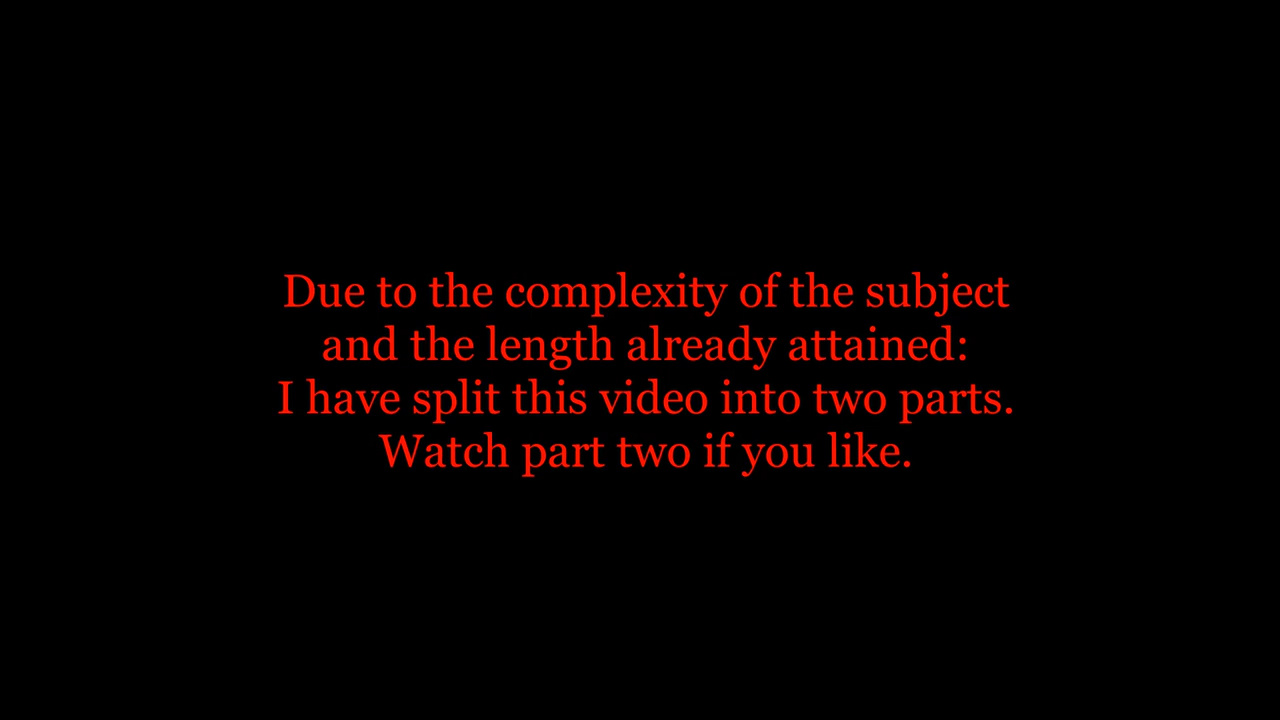 Due to the complexity of the subject
and the length already attained:
I have split this video into two parts.
Watch part two if you like.